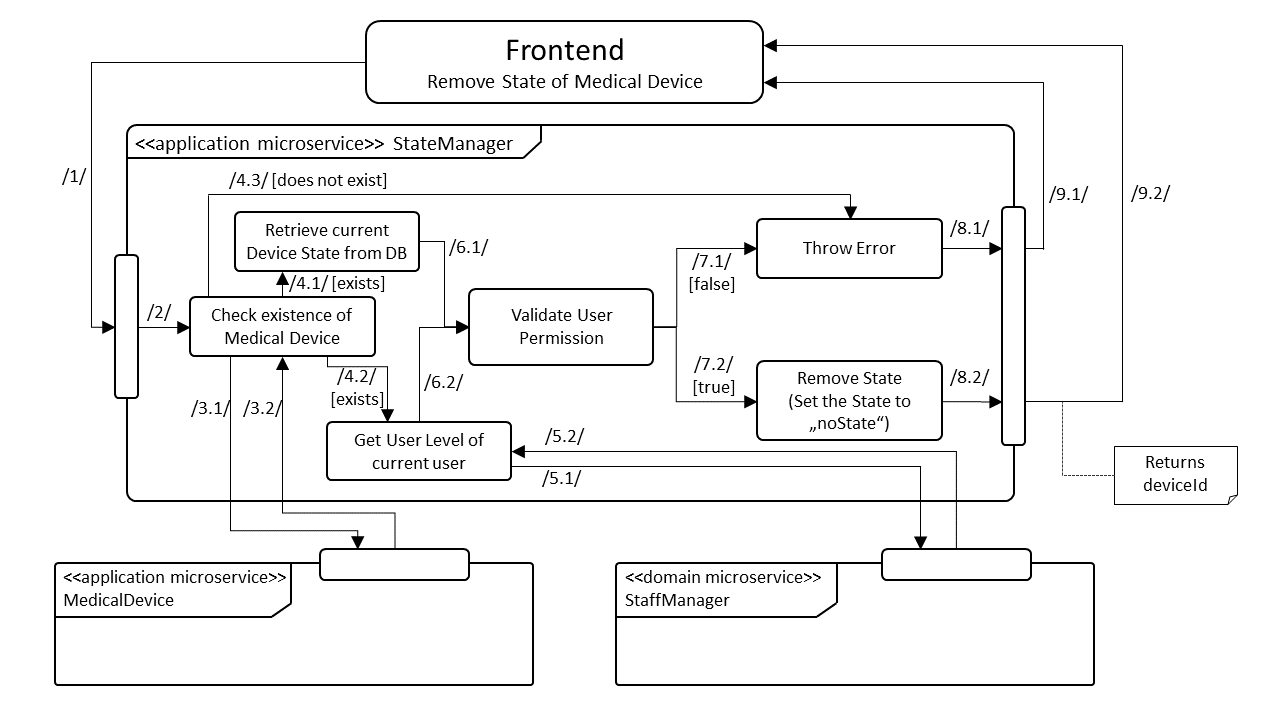 Frontend
Remove State of Medical Device
<<application microservice>> StateManager
/1/
/4.3/ [does not exist]
/9.1/
/9.2/
Retrieve current
Device State from DB
/6.1/
Throw Error
/8.1/
/7.1/
[false]
/4.1/ [exists]
/2/
Check existence of
Medical Device
Validate User
Permission
/4.2/
[exists]
/6.2/
/7.2/
[true]
Remove State
(Set the State to
„noState“)
/8.2/
/3.1/
/3.2/
Get User Level of
current user
/5.2/
/5.1/
Returns
deviceId
<<application microservice>>
MedicalDevice
<<domain microservice>>
StaffManager